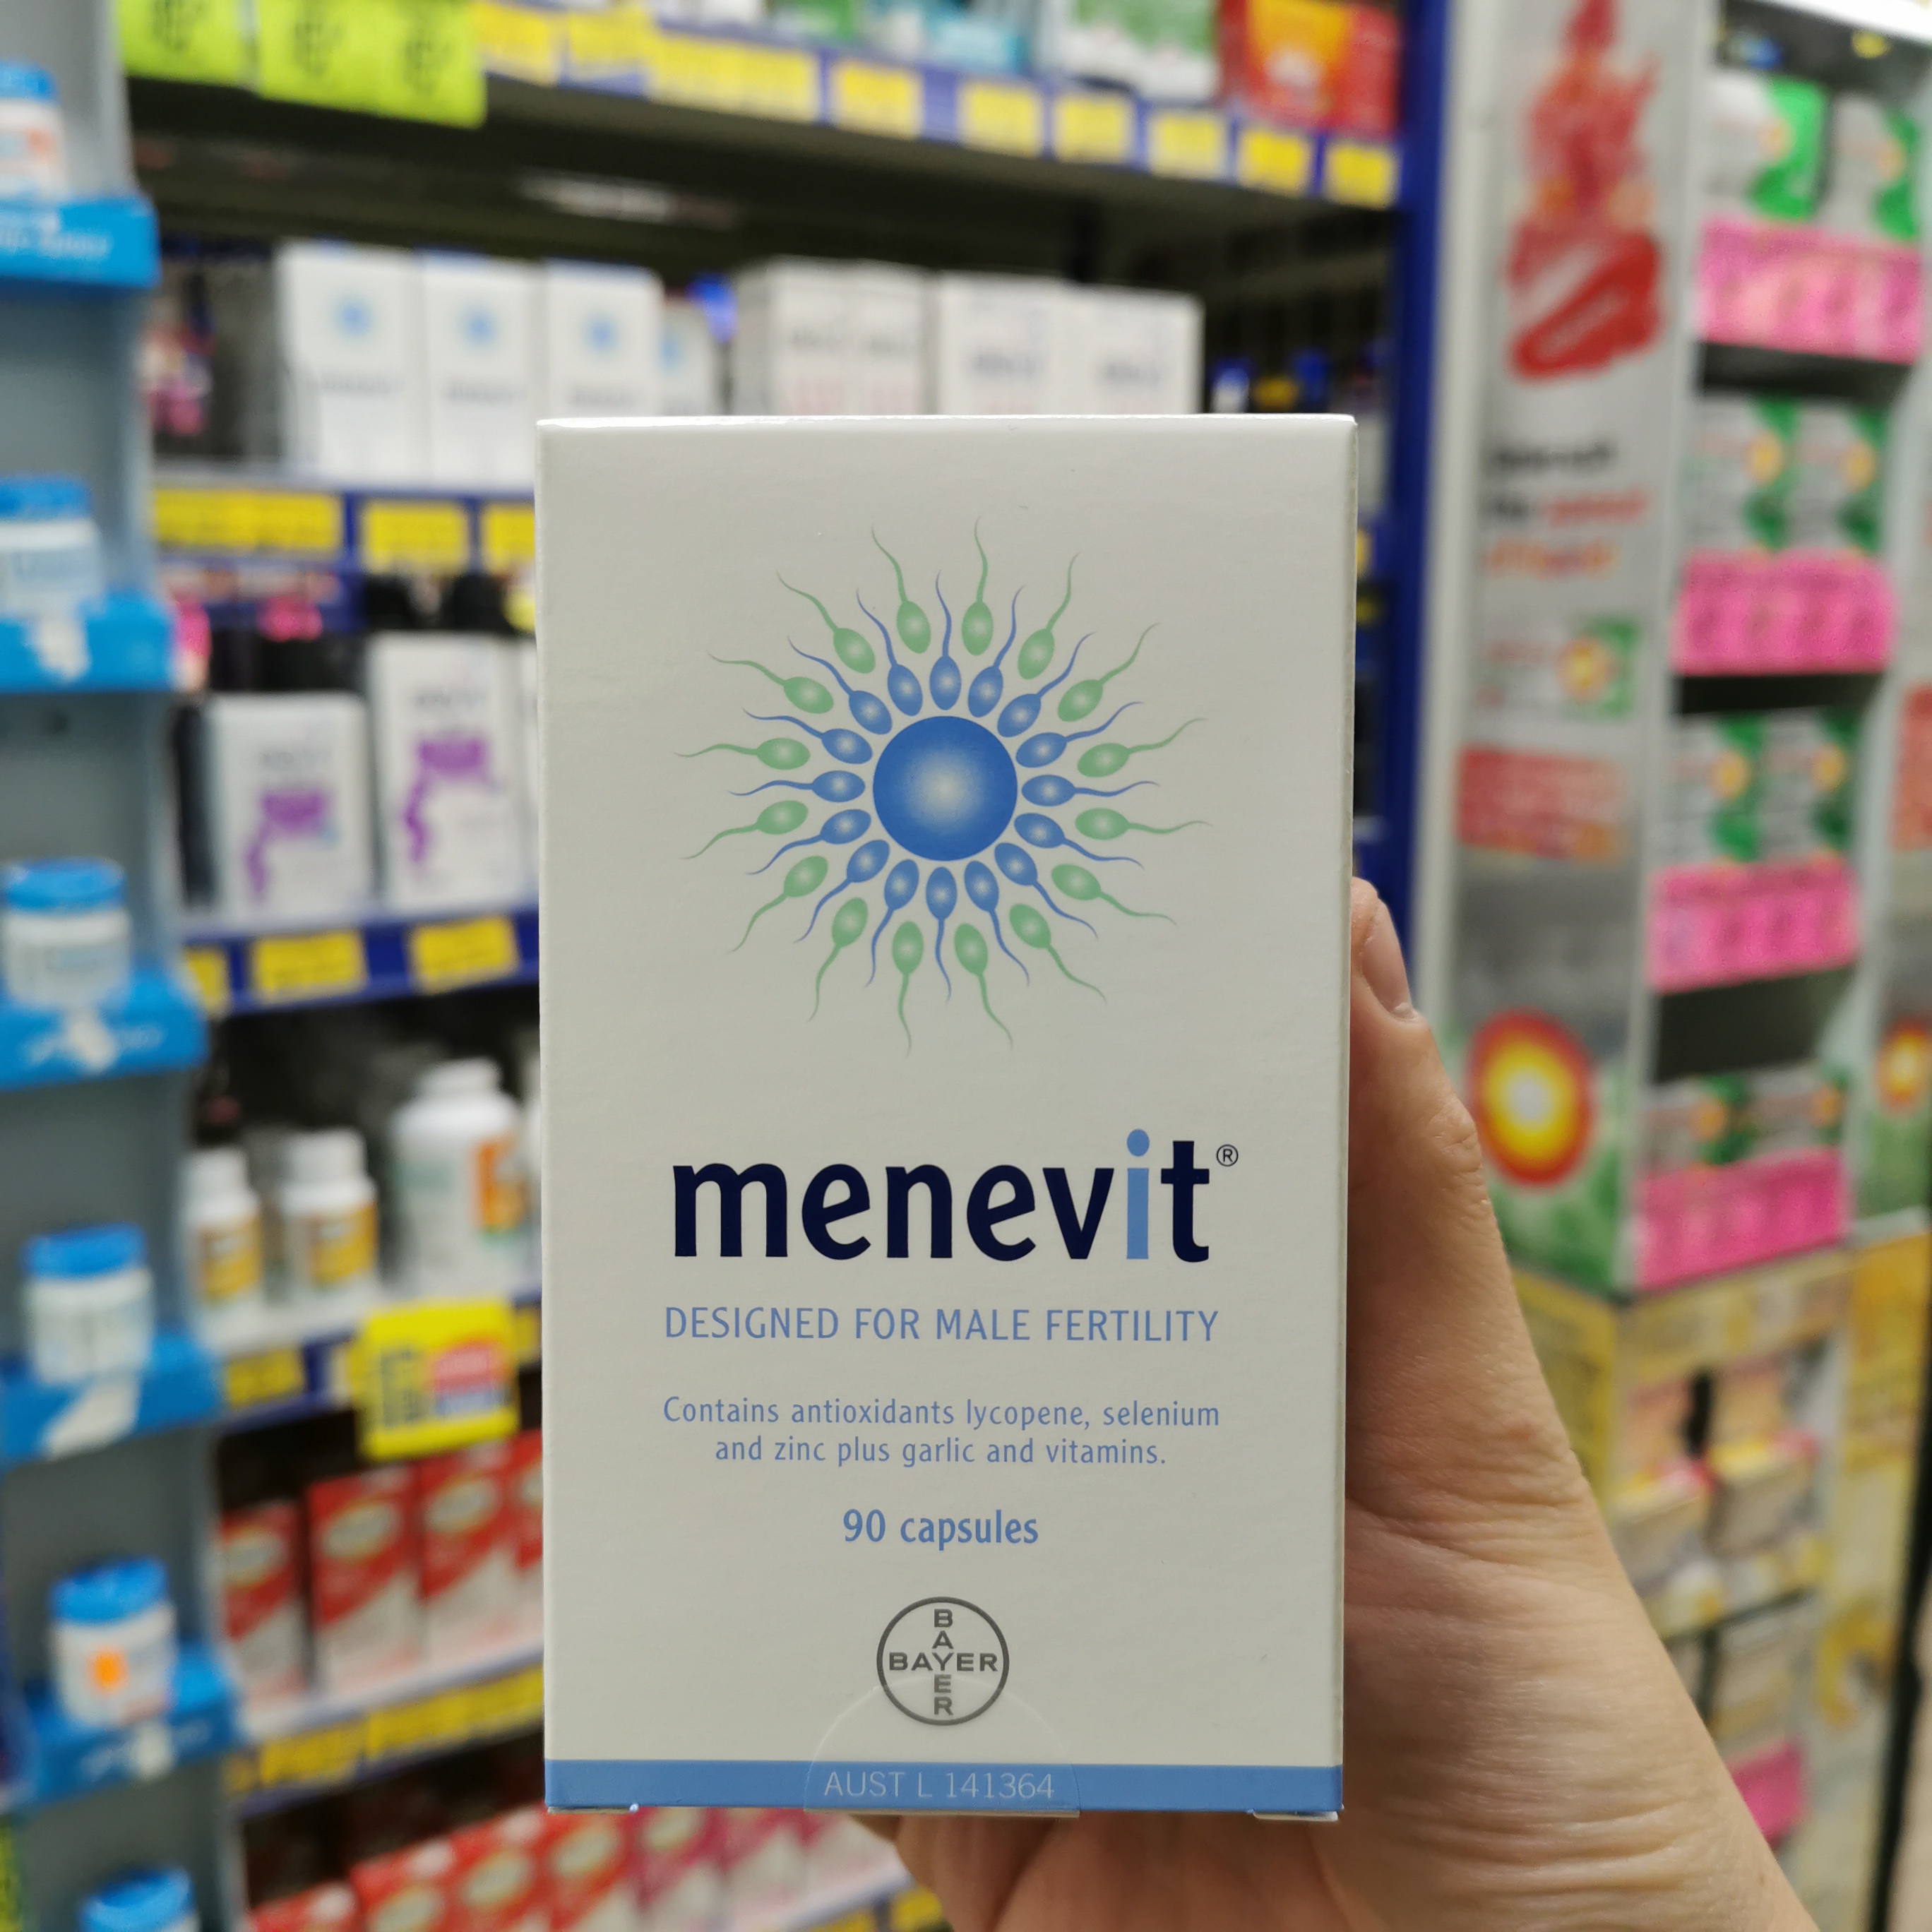 menevit®
DESIGNED FOR MALE FERTILITY
Contains antioxidants lycopene, selenium
and zinc plus garlic and vitamins.
90 capsules
BAYER
BAYER
AUST L 141364